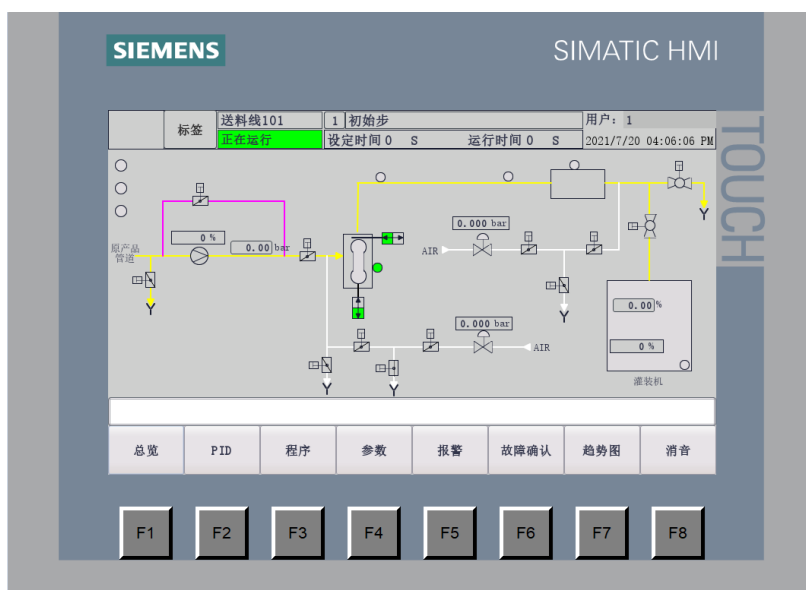 SIEMENS
SIMATIC HMI
TOUCH
标签
送料线101
1 初始步
用户: 1
正在运行
设定时间 0 S 运行时间 0 S
2021/7/20 04:06:06 PM
原产品
管道
0 %
0.00 bar
0.000 bar
AIR
0.000 bar
AIR
0.00 %
0 %
灌装机
总览
PID
程序
参数
报警
故障确认
趋势图
消音
F1
F2
F3
F4
F5
F6
F7
F8